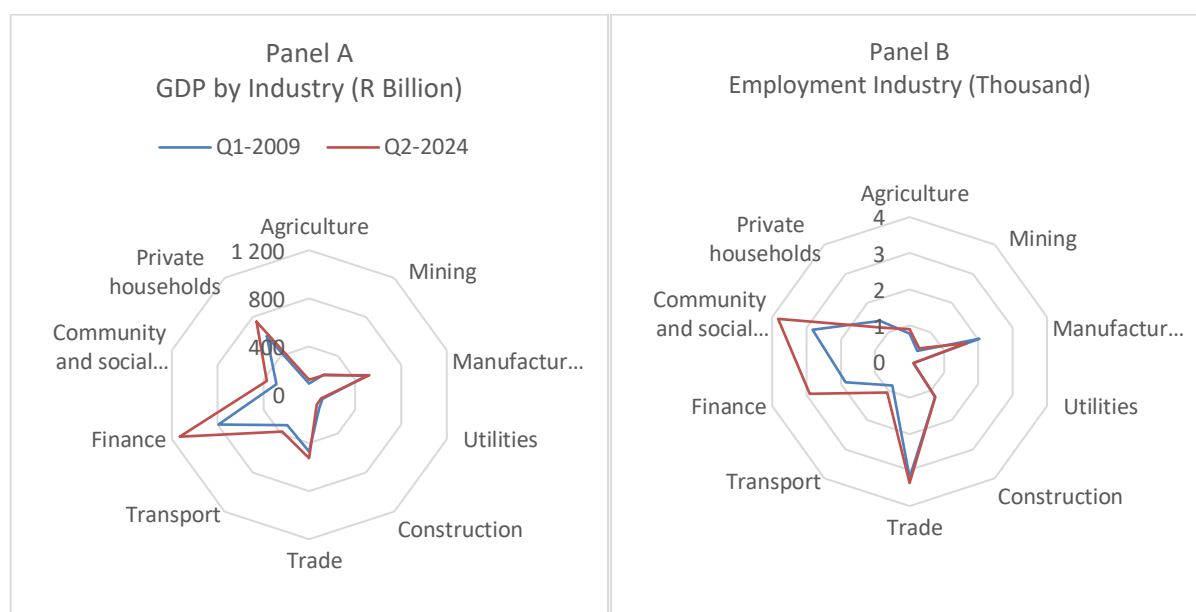 Panel A
GDP by Industry (R Billion)
Q1-2009
Q2-2024
Agriculture
1 200
800
400
0
Mining
Manufactur...
Utilities
Construction
Trade
Transport
Finance
Community
and social...
Private
households
Panel B
Employment Industry (Thousand)
Agriculture
4
3
2
1
0
Mining
Manufactur...
Utilities
Construction
Trade
Transport
Finance
Community
and social...
Private
households